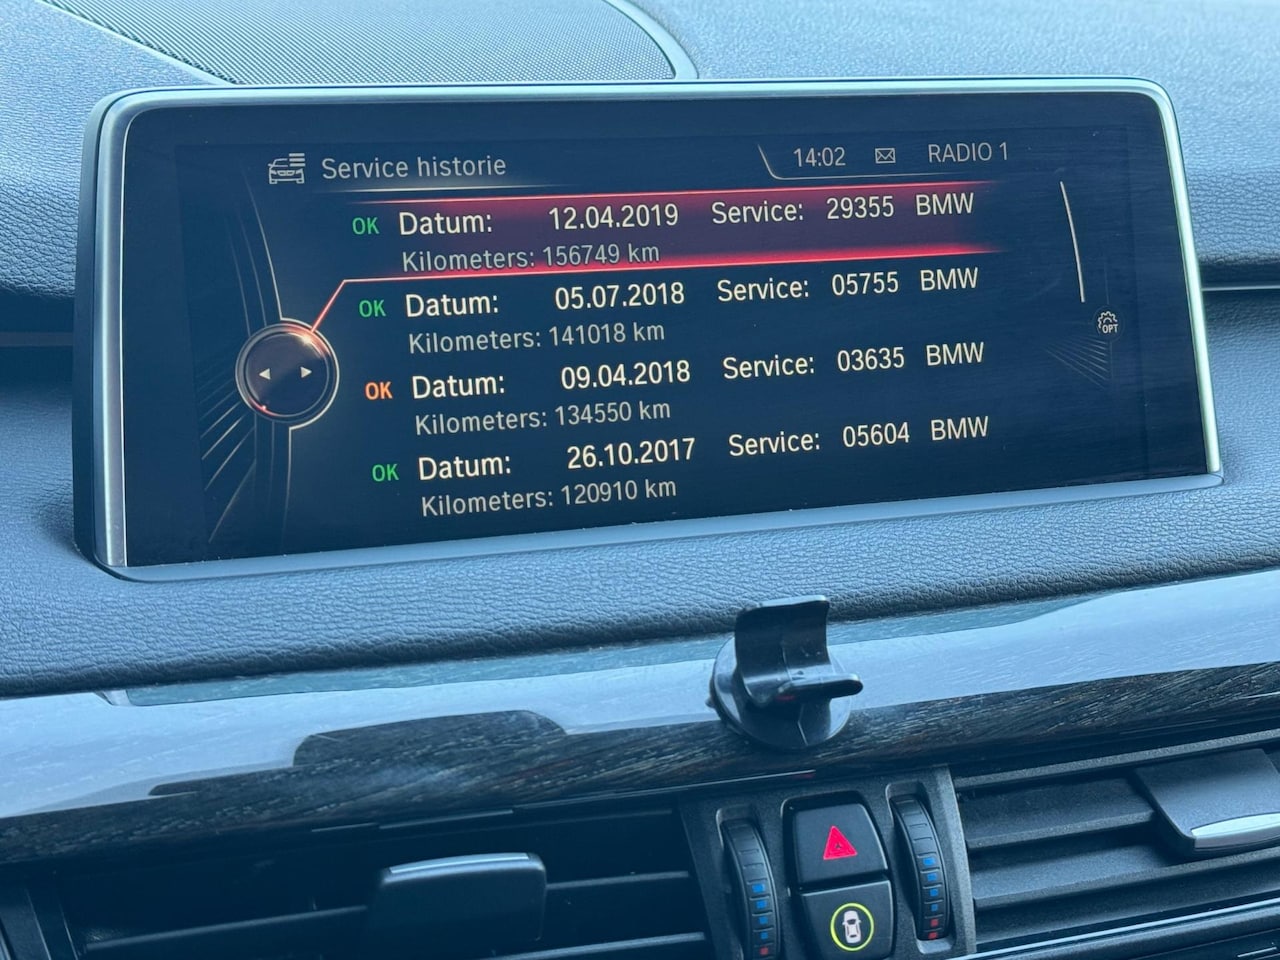 Service historie 14:02 RADIO 1
OK Datum: 12.04.2019 Service: 29355 BMW
Kilometers: 156749 km
OK Datum: 05.07.2018 Service: 05755 BMW
Kilometers: 141018 km
OPT
OK Datum: 09.04.2018 Service: 03635 BMW
Kilometers: 134550 km
OK Datum: 26.10.2017 Service: 05604 BMW
Kilometers: 120910 km